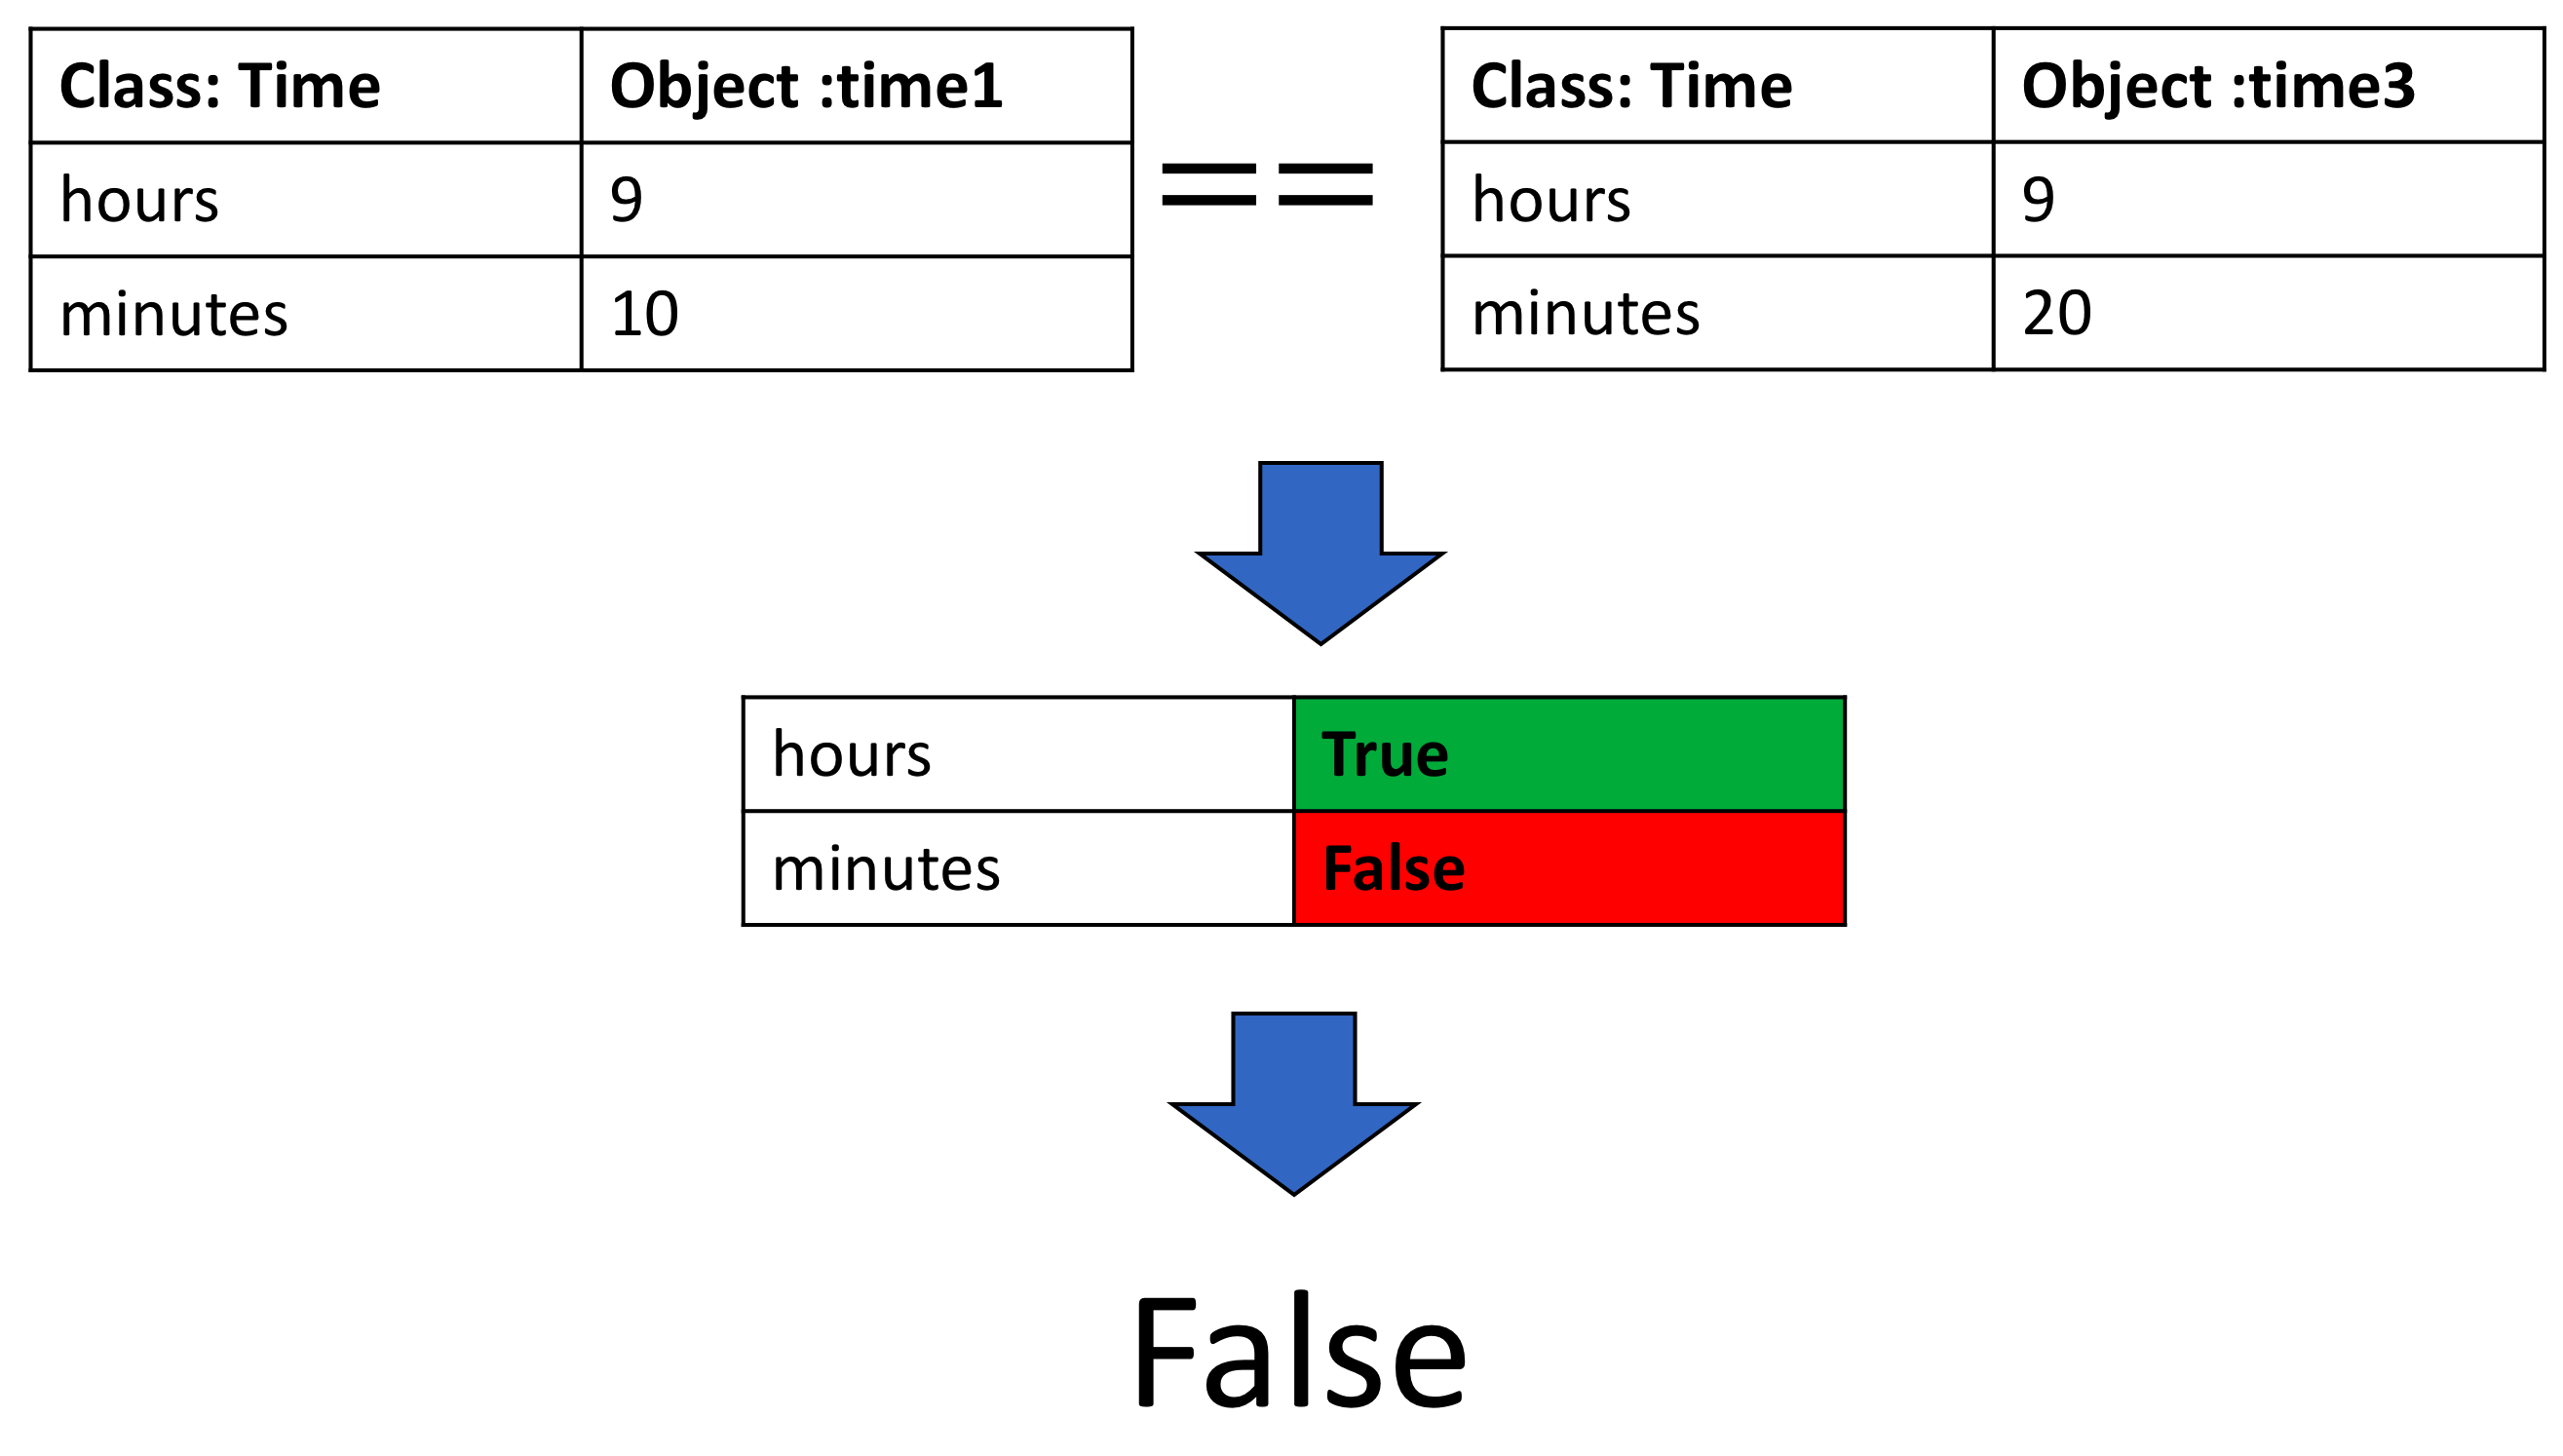 Class: Time Object :time1
hours 9
minutes 10
==
Class: Time Object :time3
hours 9
minutes 20
hours True
minutes False
False